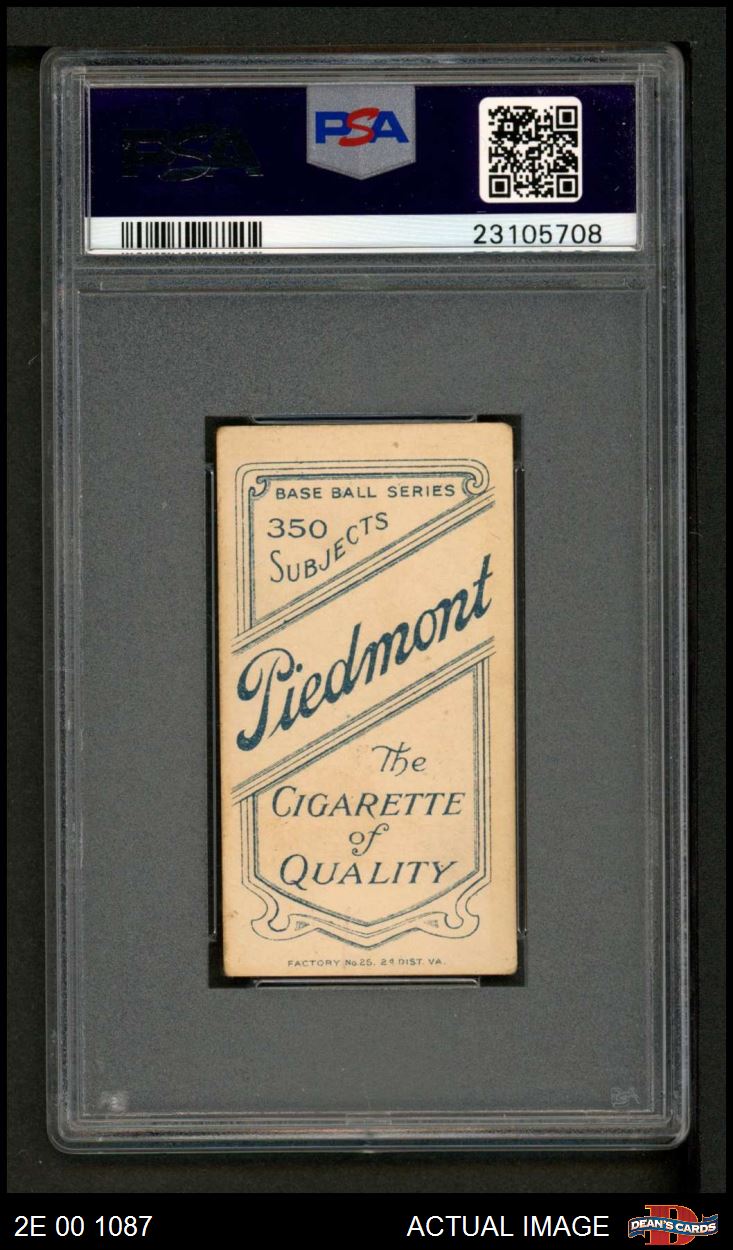 PSA
PSA
23105708
BASE BALL SERIES
350
SUBJECTS
Piedmont
The
CIGARETTE
of
QUALITY
FACTORY No.25. 2d DIST. VA.
2E 00 1087
ACTUAL IMAGE
DEAN'S CARDS